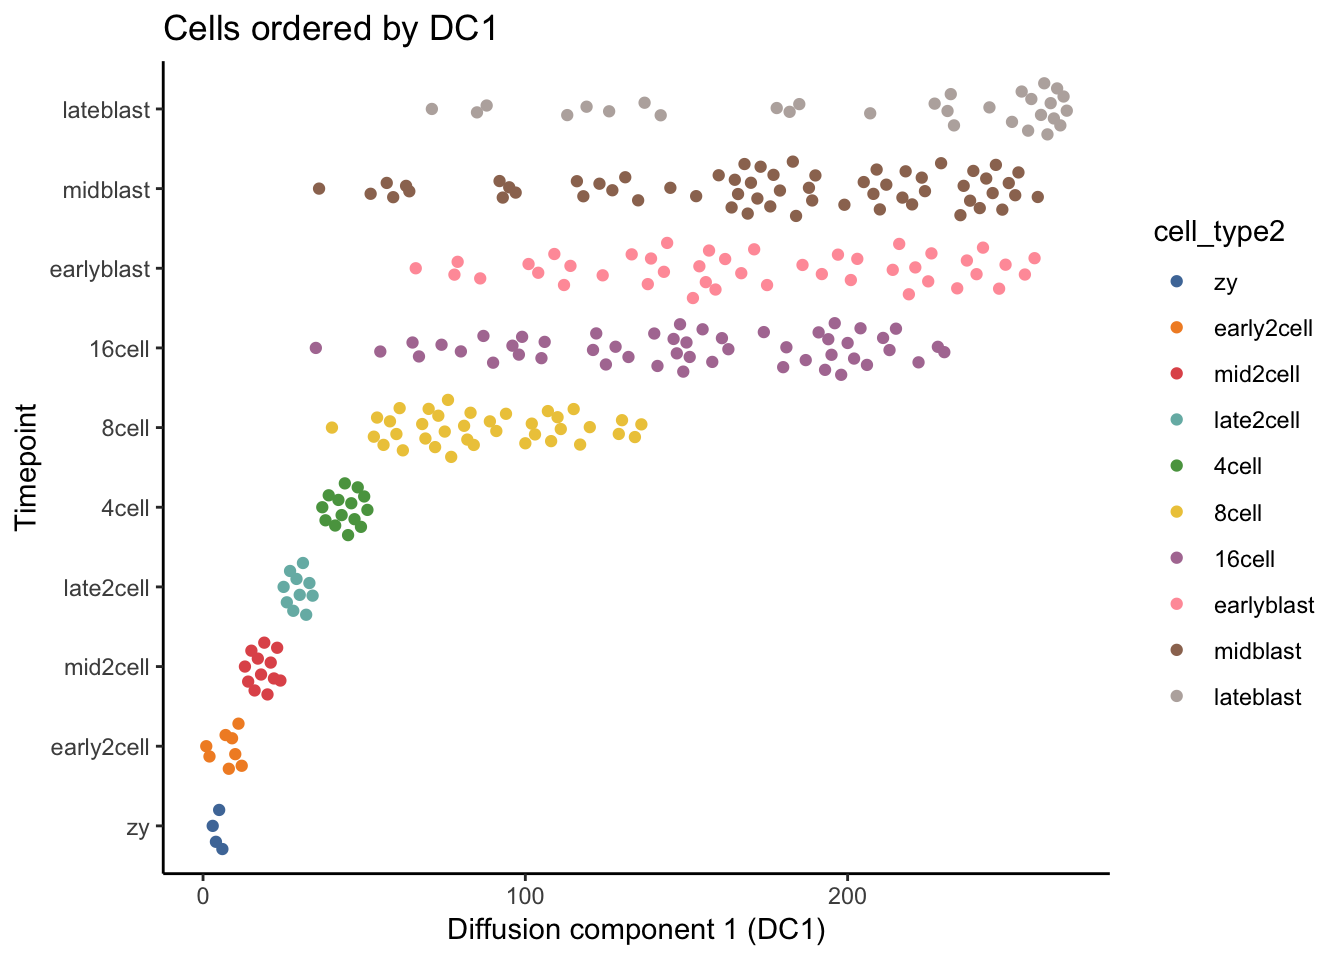 Cells ordered by DC1
Timepoint
lateblast
midblast
earlyblast
16cell
8cell
4cell
late2cell
mid2cell
early2cell
zy
0
100
200
Diffusion component 1 (DC1)
cell_type2
zy
early2cell
mid2cell
late2cell
4cell
8cell
16cell
earlyblast
midblast
lateblast